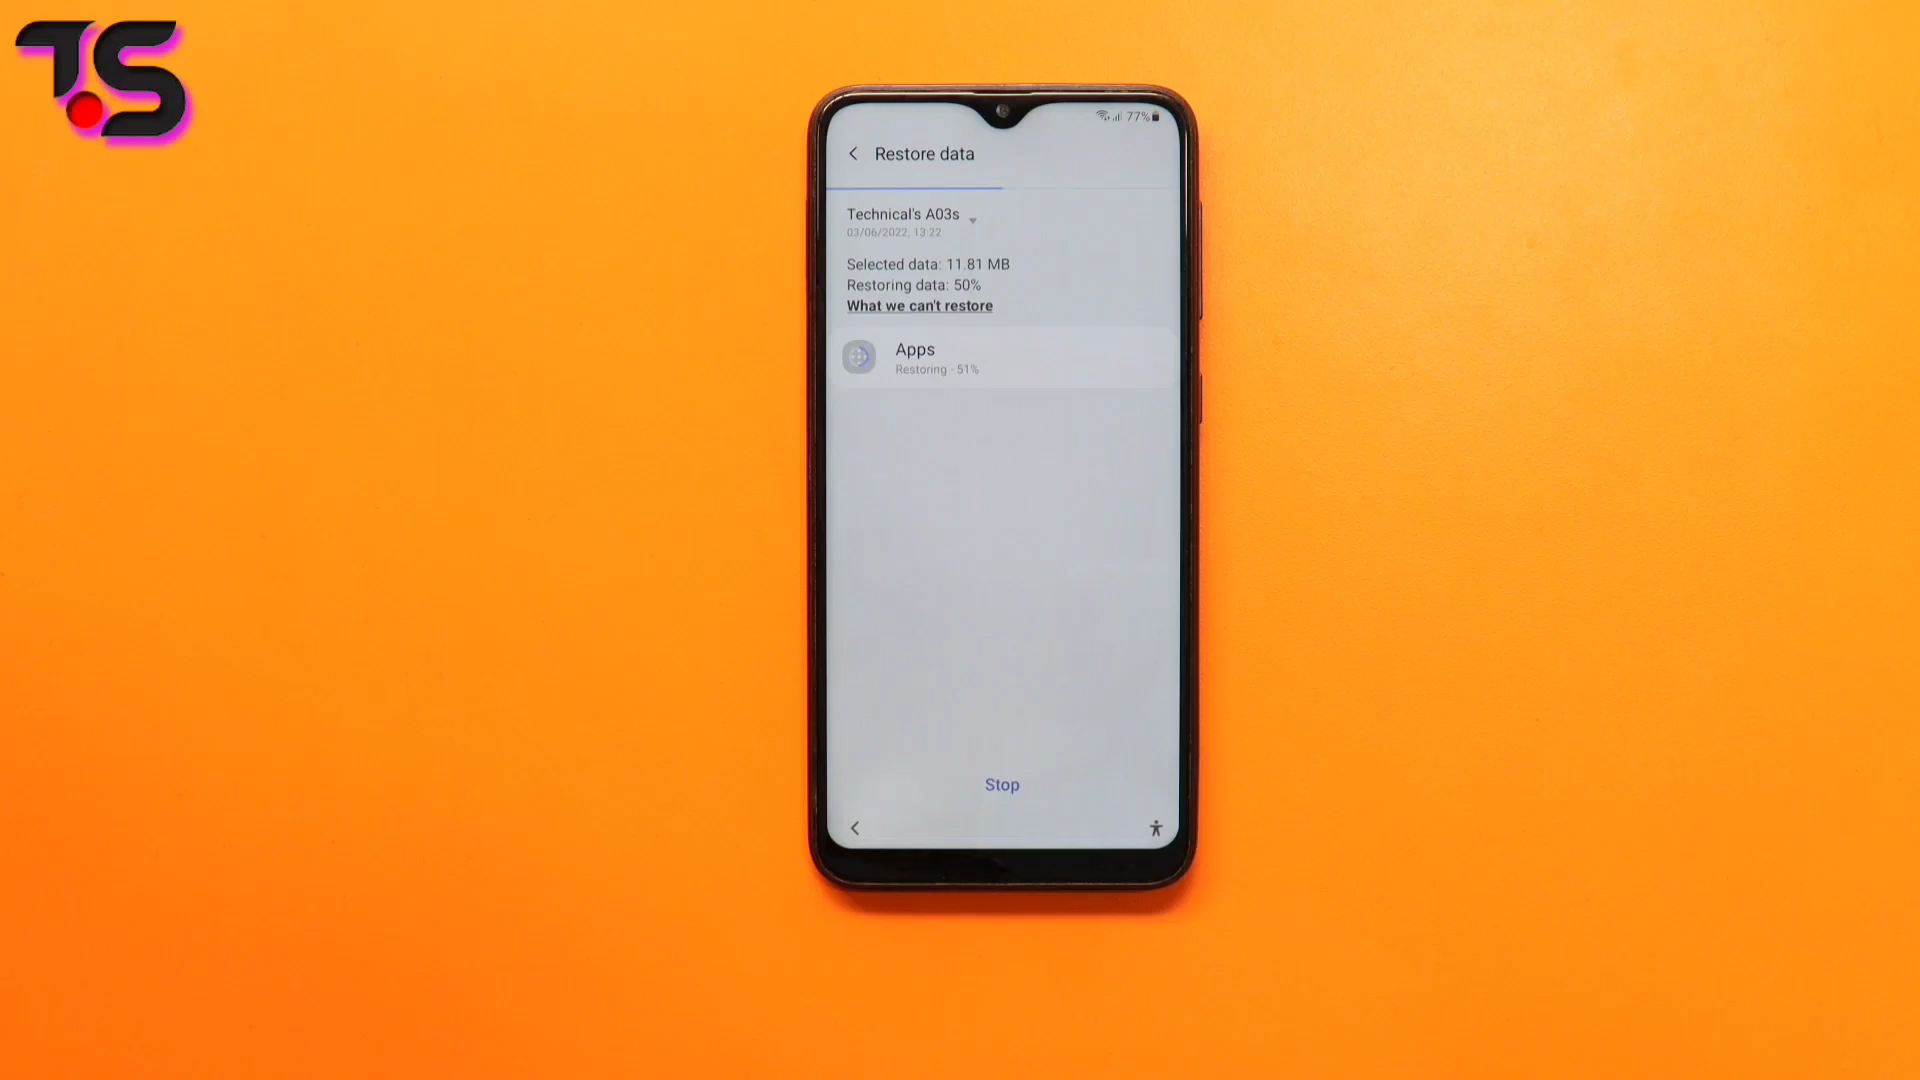 TS
77%
Restore data
Technical's A03s
03/06/2022, 13:22
Selected data: 11.81 MB
Restoring data: 50%
What we can't restore
Apps
Restoring - 51%
Stop